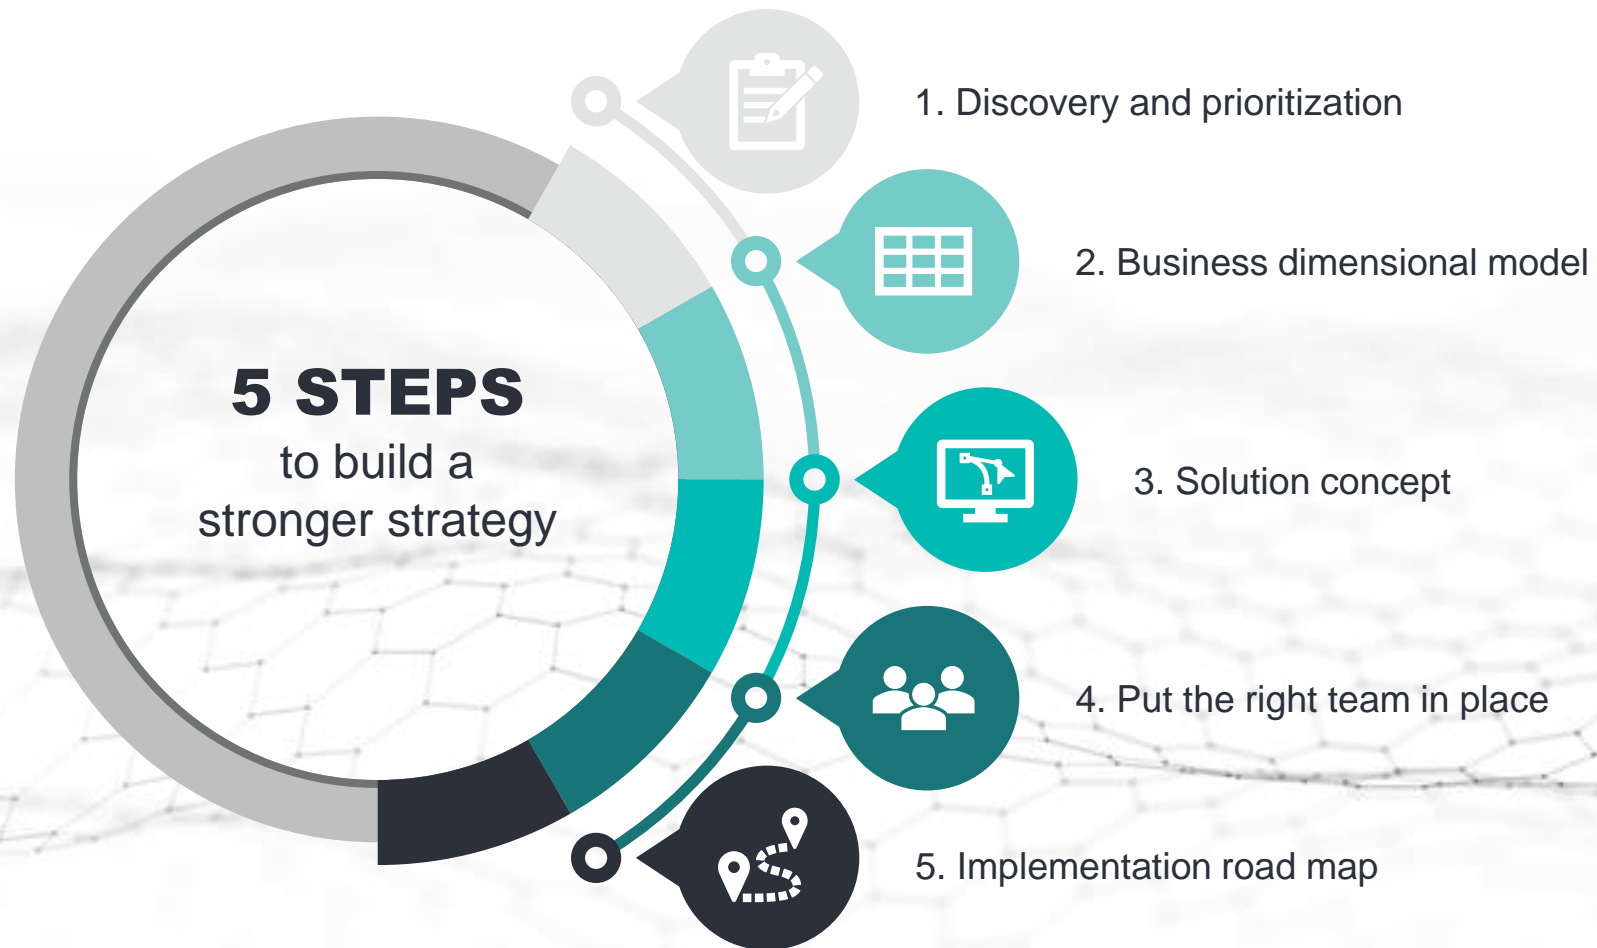 5 STEPS
to build a
stronger strategy
1. Discovery and prioritization
2. Business dimensional model
3. Solution concept
4. Put the right team in place
5. Implementation road map